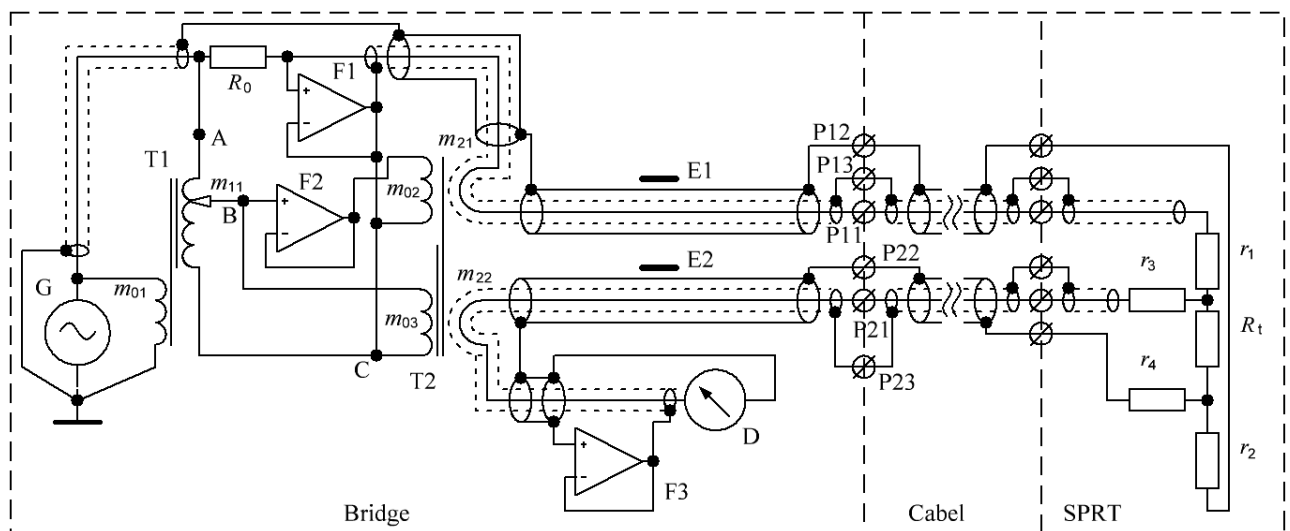 R0
F1
A
m21
T1
m11
F2
m02
B
G
m01
m03
C
T2
m22
E1
E2
P12
P13
P11
P22
P21
P23
r3
r1
Rt
r4
r2
D
F3
+
-
+
-
+
-
Bridge
Cabel
SPRT